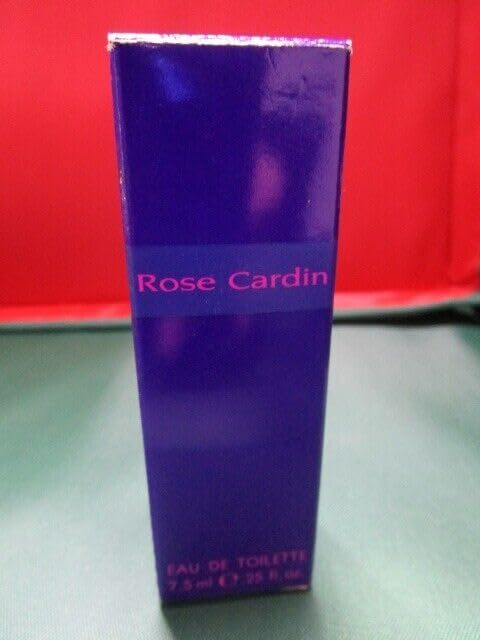 Rose Cardin
EAU DE TOILETTE
7.5 ml ℮ 25 fl oz.